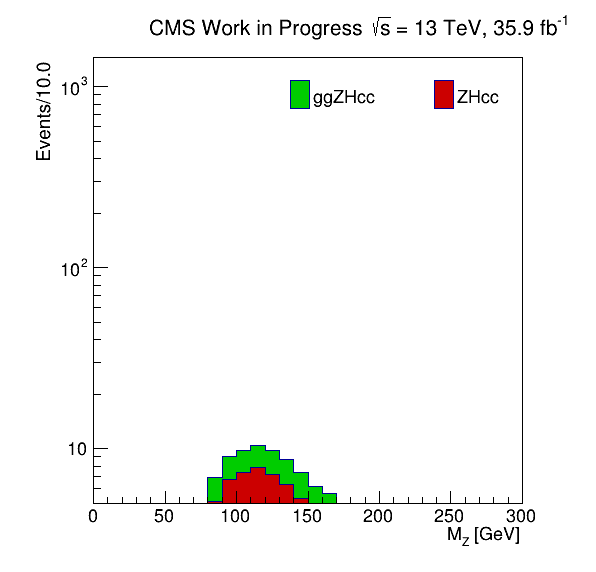 CMS Work in Progress √s = 13 TeV, 35.9 fb⁻¹
Events/10.0
10³
10²
10
ggZHcc
ZHcc
0 50 100 150 200 250 300
M_Z [GeV]